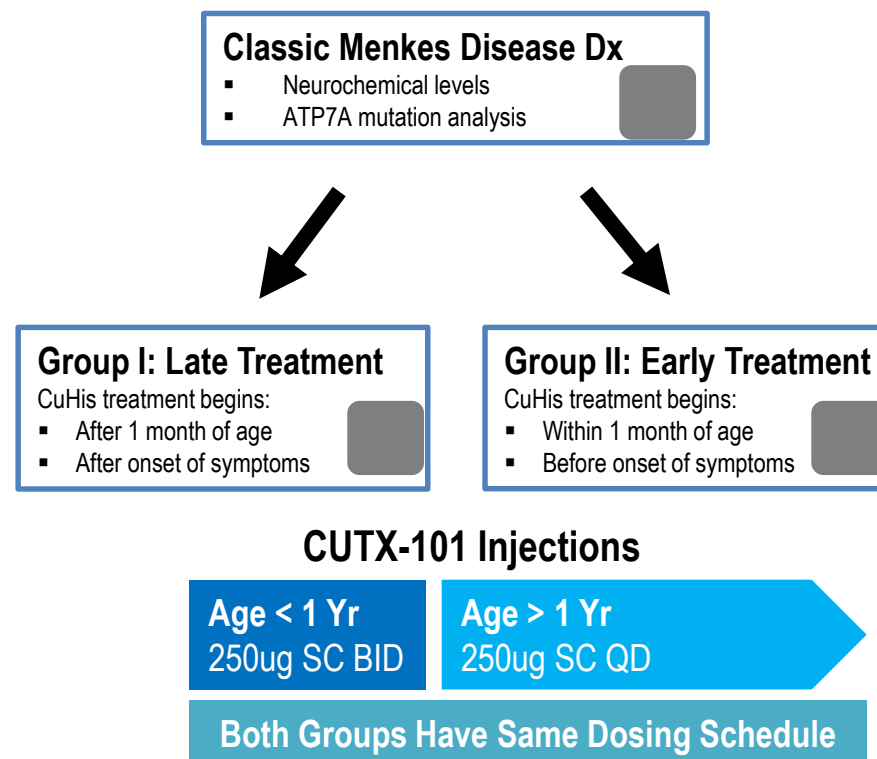 Classic Menkes Disease Dx
▪ Neurochemical levels
▪ ATP7A mutation analysis
Group I: Late Treatment
CuHis treatment begins:
▪ After 1 month of age
▪ After onset of symptoms
Group II: Early Treatment
CuHis treatment begins:
▪ Within 1 month of age
▪ Before onset of symptoms
CUTX-101 Injections
Age < 1 Yr
250ug SC BID
Age > 1 Yr
250ug SC QD
Both Groups Have Same Dosing Schedule